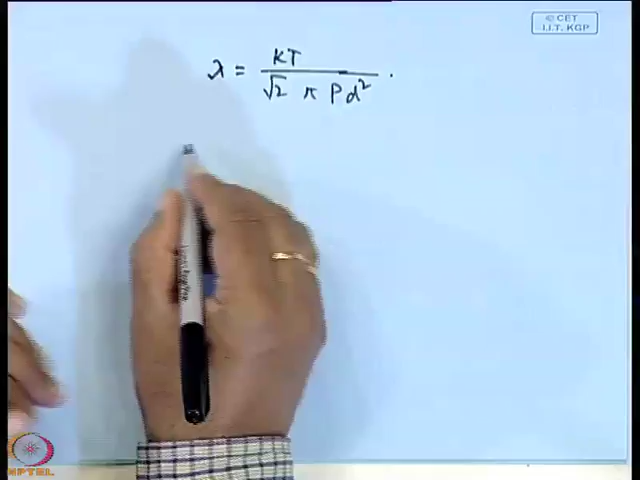 © CET
I.I.T. KGP
λ = KT / √2 π P d²
NPTEL